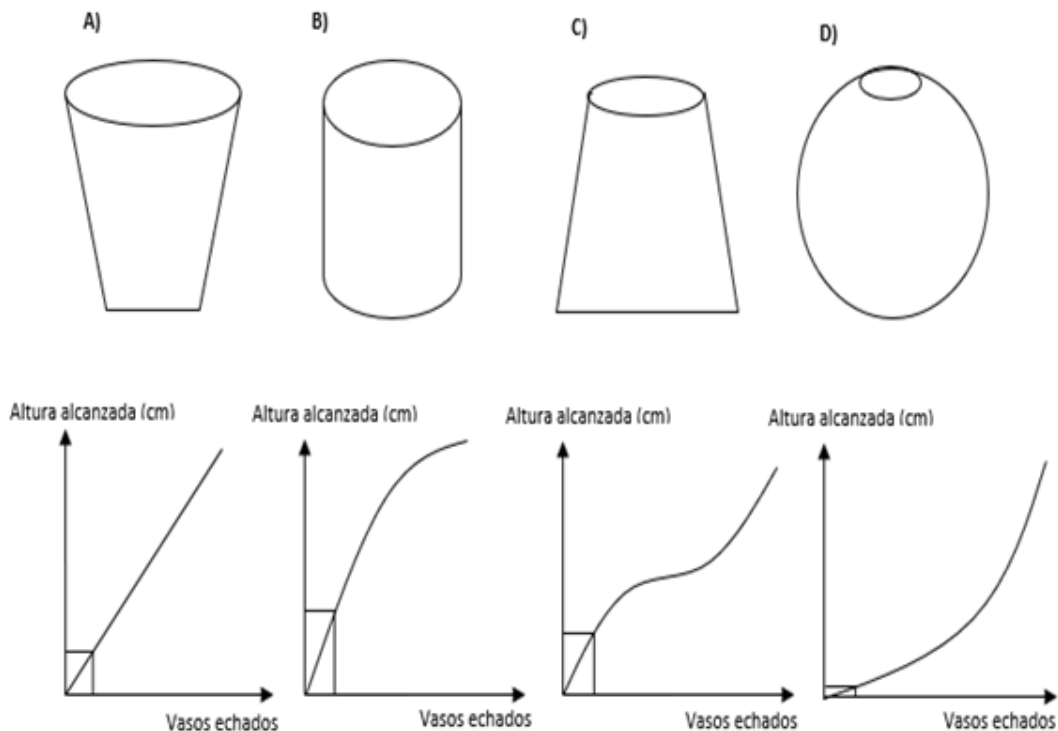 A)
B)
C)
D)
Altura alcanzada (cm)
Altura alcanzada (cm)
Altura alcanzada (cm)
Altura alcanzada (cm)
Vasos echados
Vasos echados
Vasos echados
Vasos echados